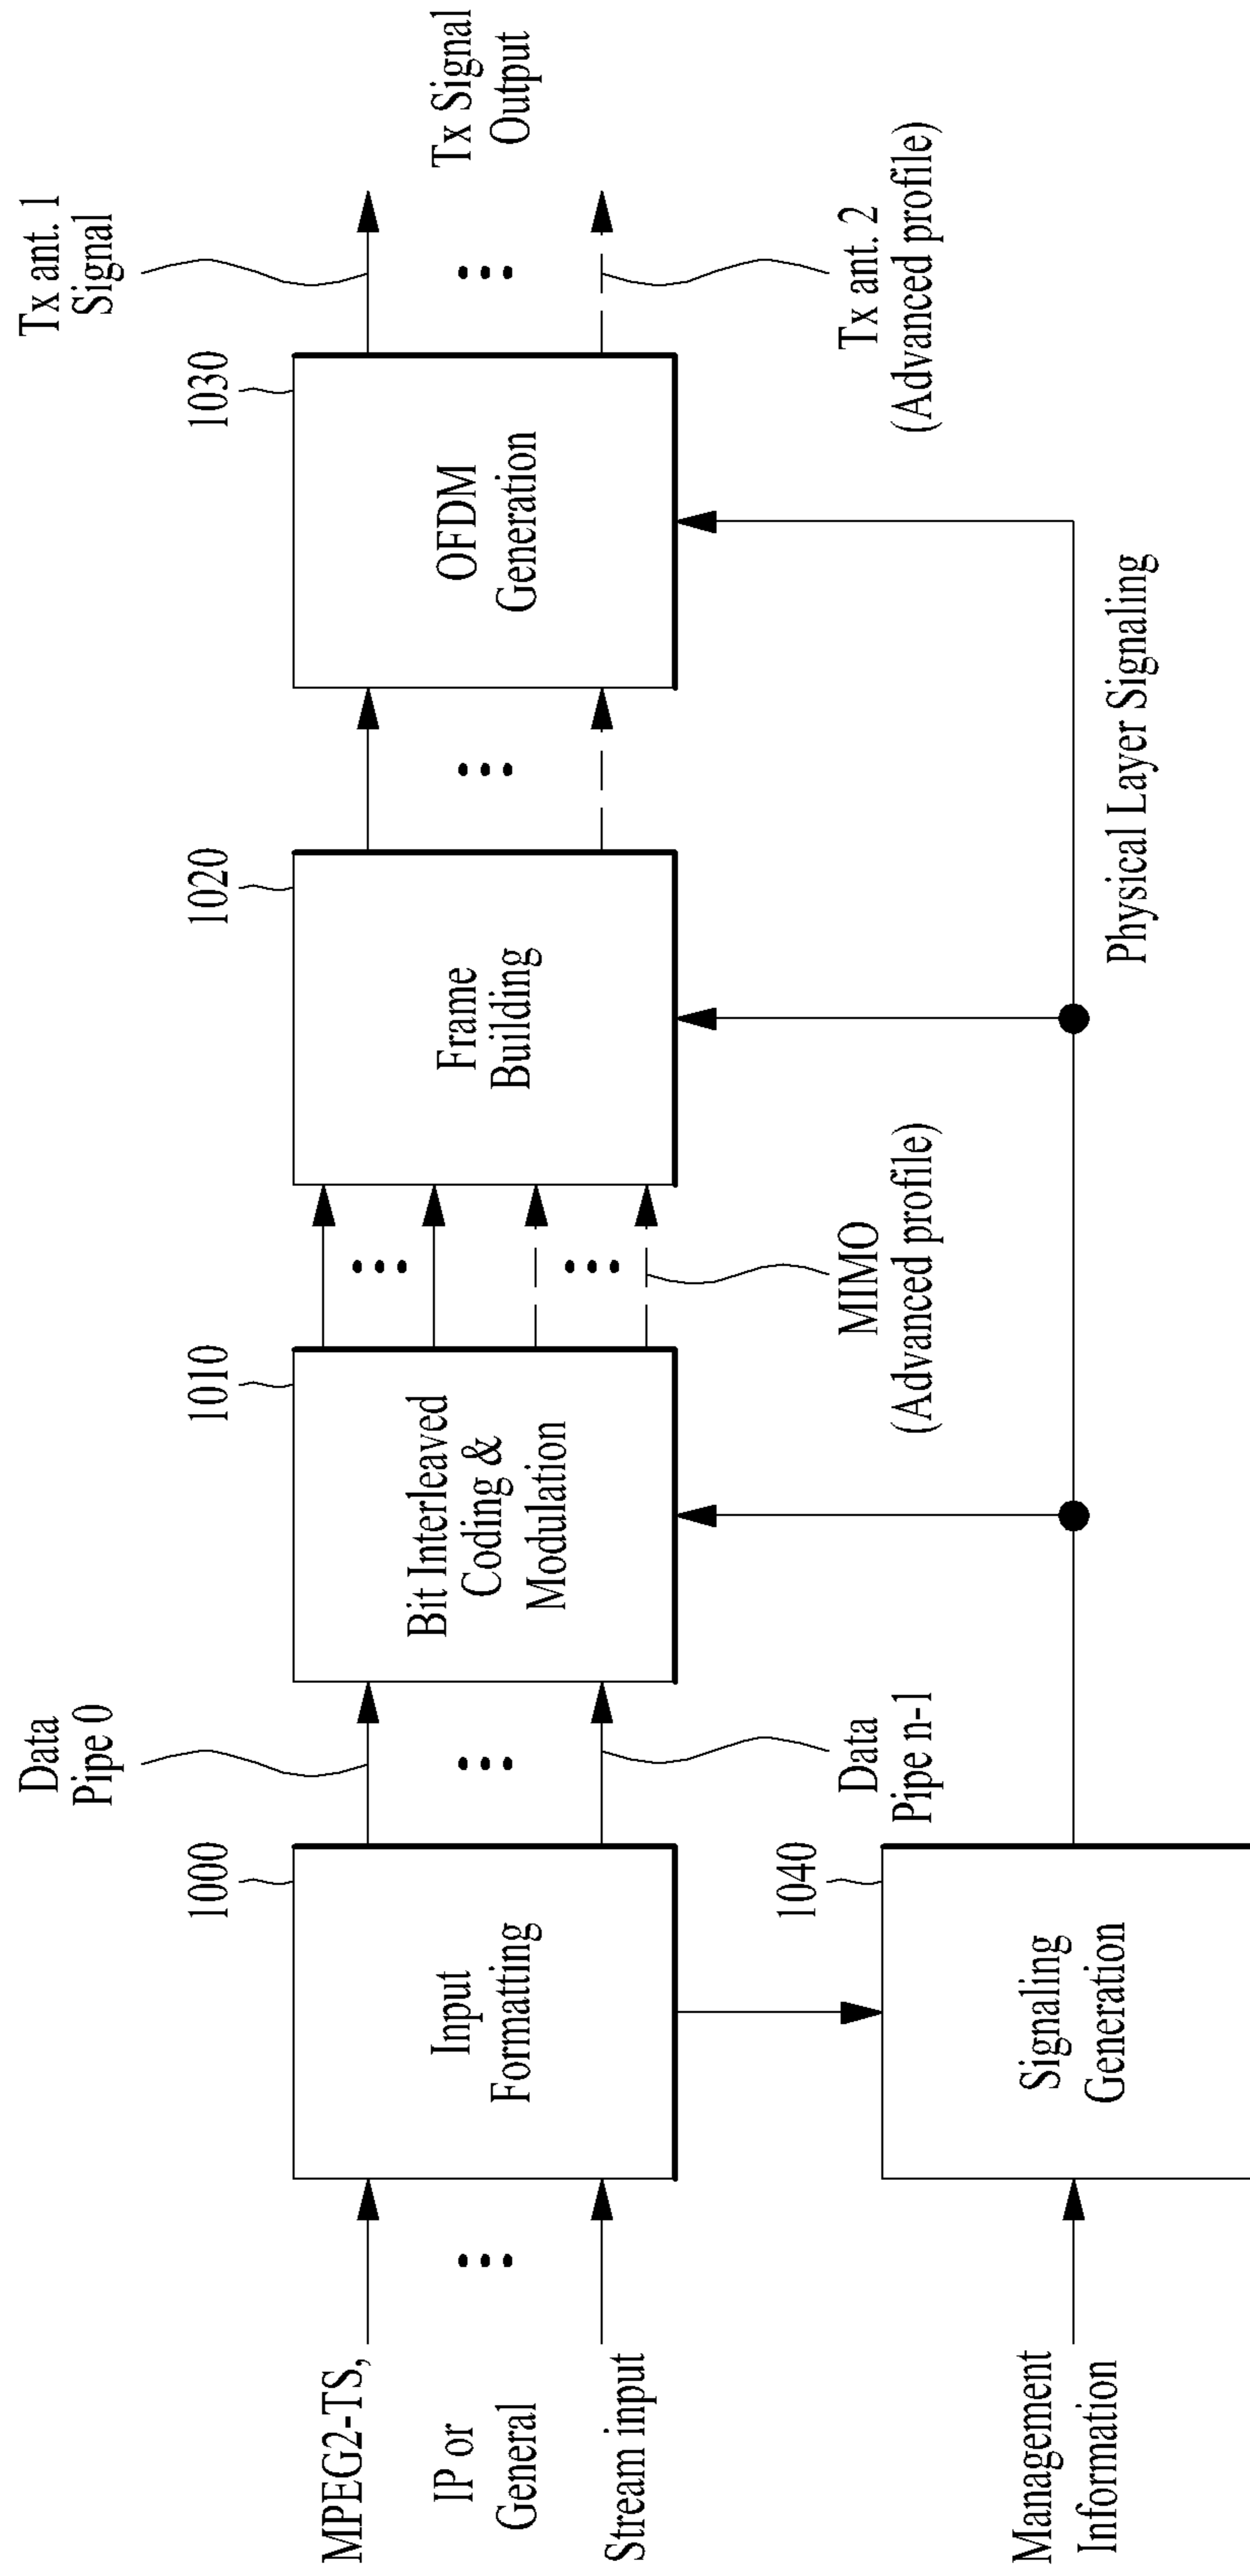 MPEG2-TS,
IP or
General
Stream input
Management
Information
1000
Input
Formatting
1040
Signaling
Generation
Data
Pipe 0
Data
Pipe n-1
1010
Bit Interleaved
Coding &
Modulation
MIMO
(Advanced profile)
1020
Frame
Building
Physical Layer Signaling
1030
OFDM
Generation
Tx ant. 1
Signal
Tx Signal
Output
Tx ant. 2
(Advanced profile)